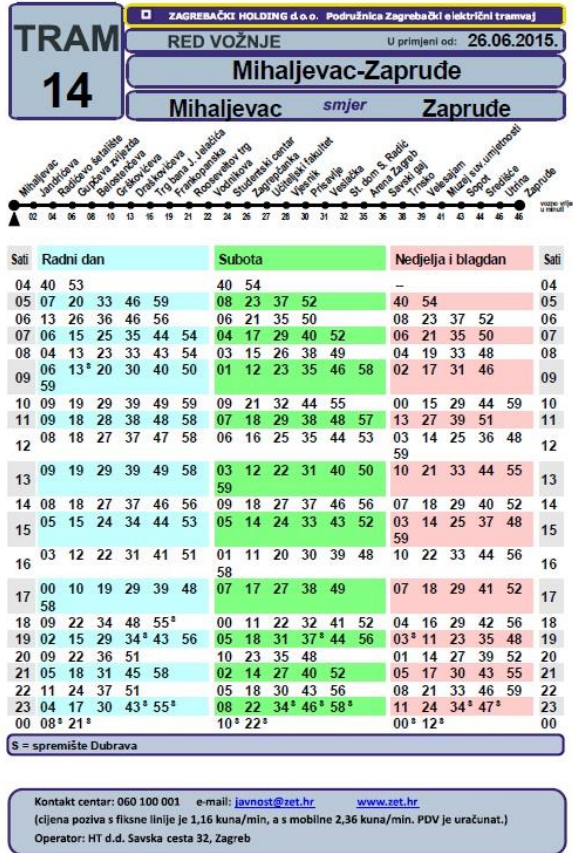 TRAM
14
ZAGREBAČKI HOLDING d.o.o. Podružnica Zagrebački električni tramvaj
RED VOŽNJE U primjeni od: 26.06.2015.
Mihaljevac-Zapruđe
Mihaljevac smjer Zapruđe
Mihaljevac Jandrićeva Radićevo šetalište Gupčeva zvijezda Belostenčeva Grškovićeva Draškovićeva Trg bana J. Jelačića Frankopanska Rooseveltov trg Vodnikova Studentski centar Zagrepčanka Učiteljski fakultet Vjesnik Prisavlje Veslačka St. dom S. Radić Arena Zagreb Savski gaj Trnsko Velesajam Muzej suv. umjetnosti Sopot Središće Utrina Zapruđe
02 04 06 08 10 13 16 19 21 22 24 26 27 28 30 31 32 35 36 38 39 41 43 44 46 46
Sati Radni dan Subota Nedjelja i blagdan Sati
04 40 53 40 54 -- 04
05 07 20 33 46 59 08 23 37 52 40 54 05
06 13 26 36 46 56 06 21 35 50 08 23 37 52 06
07 06 15 25 35 44 54 04 17 29 40 52 06 21 35 50 07
08 04 13 23 33 43 54 03 15 26 38 49 04 19 33 48 08
09 06 13ˢ 20 30 40 50 01 12 23 35 46 58 02 17 31 46 09
59
10 09 19 29 39 49 59 09 21 32 44 55 00 15 29 44 59 10
11 09 18 28 38 48 58 07 18 29 38 48 57 13 27 39 51 11
12 08 18 27 37 47 58 06 16 25 35 44 53 03 14 25 36 48 12
59
13 09 19 29 39 49 58 03 12 22 31 40 50 10 21 33 44 55 13
59
14 08 18 27 37 46 56 09 18 27 37 46 56 07 18 29 40 52 14
15 05 15 24 34 44 53 05 14 24 33 43 52 03 14 25 37 48 15
59
16 03 12 22 31 41 51 01 11 20 30 39 48 10 22 33 44 56 16
58
17 00 10 19 29 39 48 07 17 27 38 49 07 18 29 41 52 17
58
18 09 22 34 48 55ˢ 00 11 22 32 41 52 04 16 29 42 56 18
19 02 15 29 34ˢ 43 56 05 18 31 37ˢ 44 56 03ˢ 11 23 35 48 19
20 09 22 36 51 10 23 35 48 01 14 27 39 52 20
21 05 18 31 45 58 02 14 27 40 52 05 17 30 43 55 21
22 11 24 37 51 05 18 30 43 56 08 21 33 46 59 22
23 04 17 30 43ˢ 55ˢ 08 22 34ˢ 46ˢ 58ˢ 11 24 34ˢ 47ˢ 23
00 08ˢ 21ˢ 10ˢ 22ˢ 00ˢ 12ˢ 00
S = spremište Dubrava
Kontakt centar: 060 100 001 e-mail: javnost@zet.hr www.zet.hr
(cijena poziva s fiksne linije je 1,16 kuna/min, a s mobilne 2,36 kuna/min. PDV je uračunat.)
Operator: HT d.d. Savska cesta 32, Zagreb